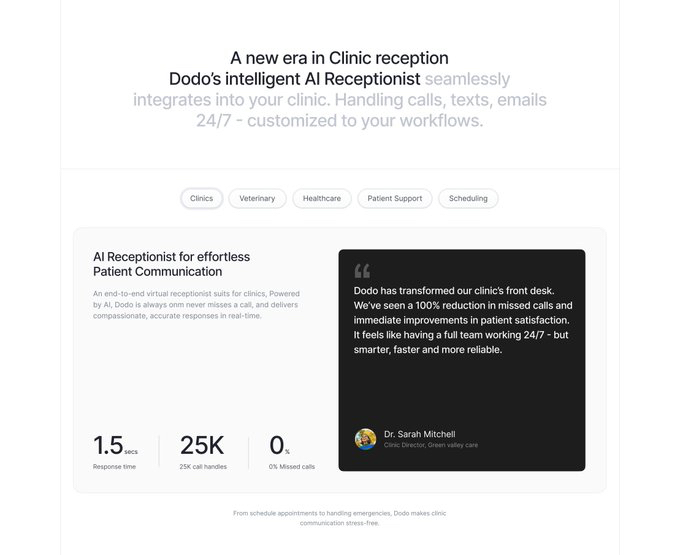 A new era in Clinic reception
Dodo’s intelligent AI Receptionist seamlessly
integrates into your clinic. Handling calls, texts, emails
24/7 - customized to your workflows.
Clinics
Veterinary
Healthcare
Patient Support
Scheduling
AI Receptionist for effortless
Patient Communication
An end-to-end virtual receptionist suits for clinics, Powered
by AI, Dodo is always onm never misses a call, and delivers
compassionate, accurate responses in real-time.
1.5 secs
Response time
25K
25K call handles
0 %
0% Missed calls
“
Dodo has transformed our clinic’s front desk.
We’ve seen a 100% reduction in missed calls and
immediate improvements in patient satisfaction.
It feels like having a full team working 24/7 - but
smarter, faster and more reliable.
Dr. Sarah Mitchell
Clinic Director, Green valley care
From schedule appointments to handling emergencies, Dodo makes clinic
communication stress-free.